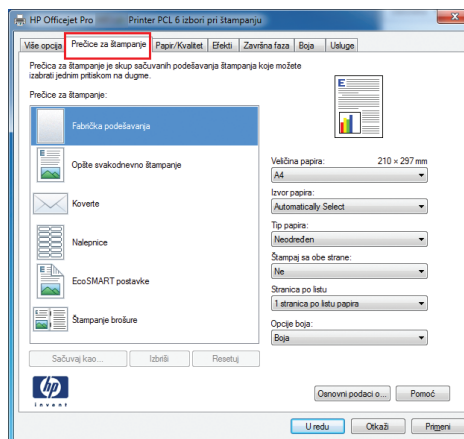 HP Officejet Pro Printer PCL 6 izbori pri štampanju
Više opcija Prečice za štampanje Papir/Kvalitet Efekti Završna faza Boja Usluge
Prečica za štampanje je skup sačuvanih podešavanja štampanja koje možete
izabrati jednim pritiskom na dugme.
Prečice za štampanje:
Fabrička podešavanja
Opšte svakodnevno štampanje
Koverte
Nalepnice
EcoSMART postavke
Štampanje brošure
Veličina papira: 210 × 297 mm
A4
Izvor papira:
Automatically Select
Tip papira:
Neodređen
Štampaj sa obe strane:
Ne
Stranica po listu
1 stranica po listu papira
Opcije boja:
Boja
Sačuvaj kao... Izbriši Resetuj
hp
invent
Osnovni podaci o... Pomoć
U redu Otkaži Primeni